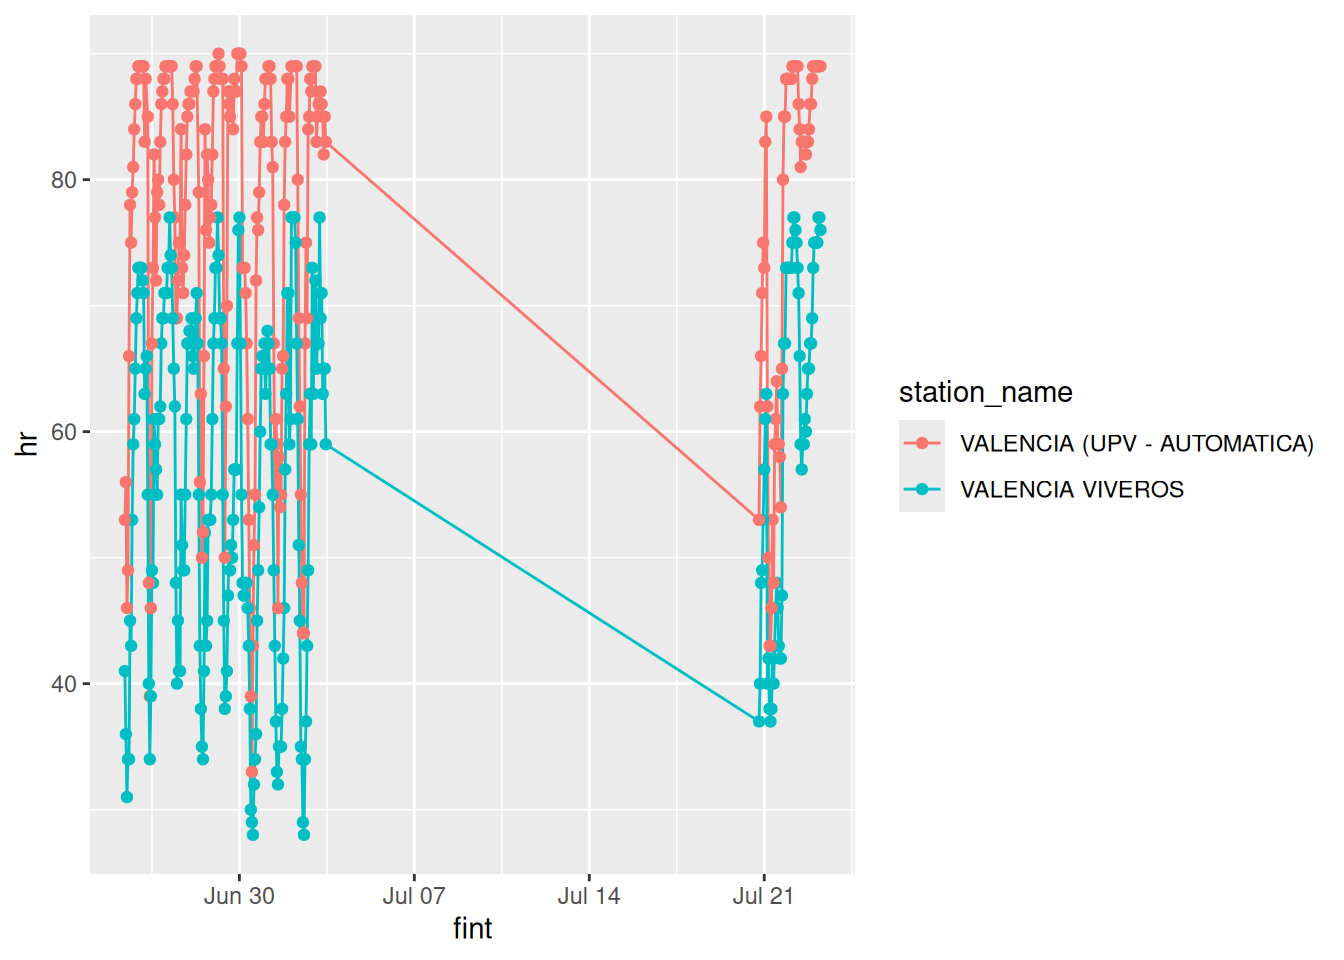 hr
80
60
40
Jun 30
Jul 07
Jul 14
Jul 21
fint
station_name
VALENCIA (UPV - AUTOMATICA)
VALENCIA VIVEROS